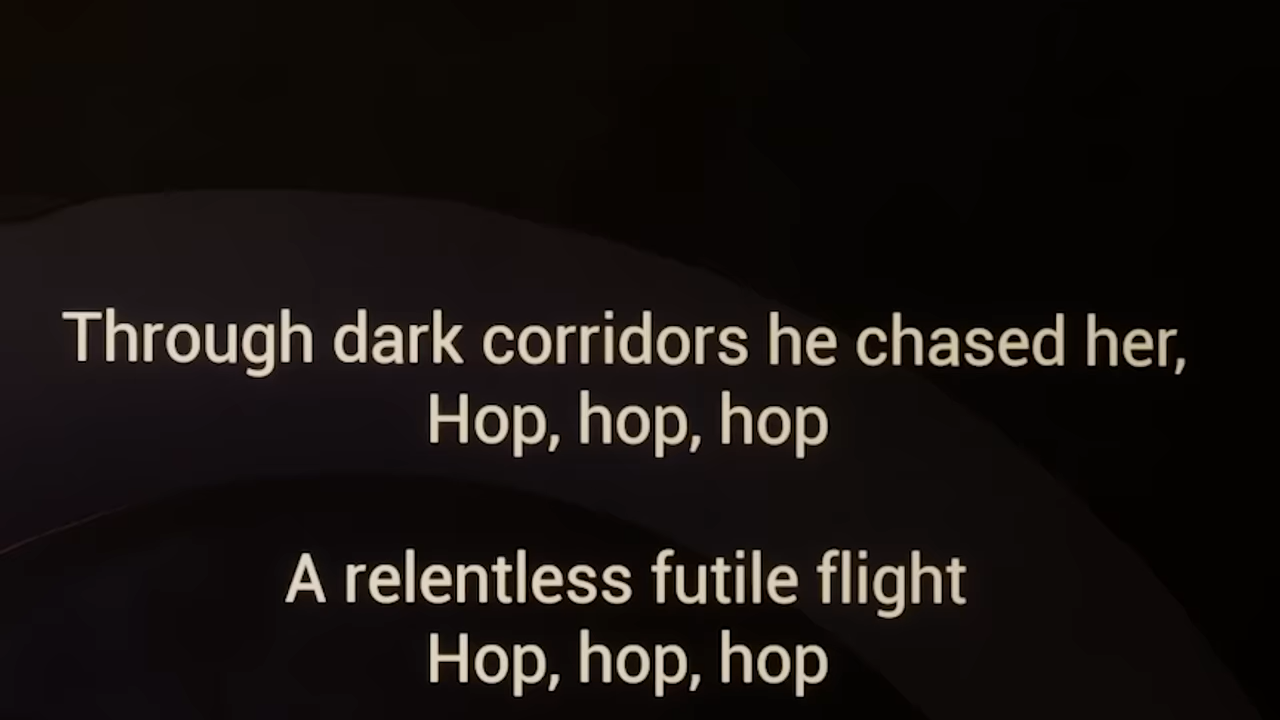 Through dark corridors he chased her,
Hop, hop, hop
A relentless futile flight
Hop, hop, hop